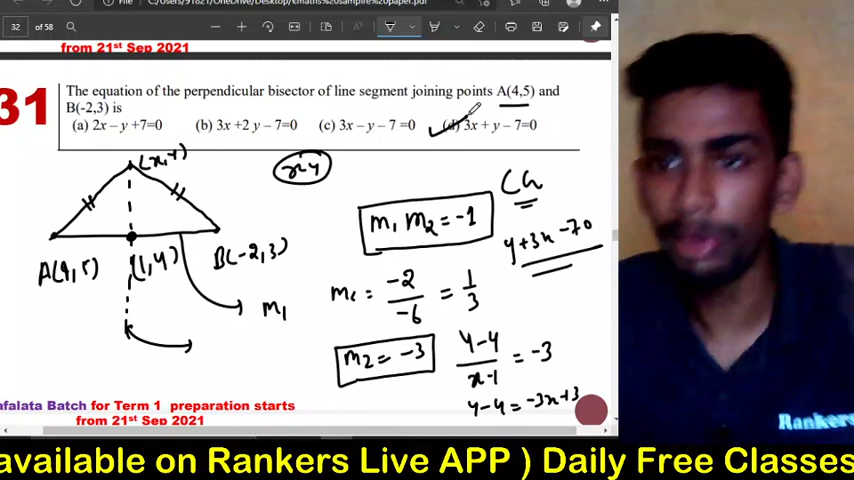 32 of 58
from 21st Sep 2021
31
The equation of the perpendicular bisector of line segment joining points A(4,5) and
B(-2,3) is
(a) 2x – y +7=0 (b) 3x +2 y – 7=0 (c) 3x – y – 7 =0 (d) 3x + y – 7=0
(x, y)
x, y
CG
m1 m2 = -1
y+3x-70
A(4,5) (1,4) B(-2,3)
m1
m1 = -2/-6 = 1/3
m2 = -3
y-4/x-1 = -3
y-4 = -3x+3
afalata Batch for Term 1 preparation starts
from 21st Sep 2021
Rankers
available on Rankers Live APP ) Daily Free Classes